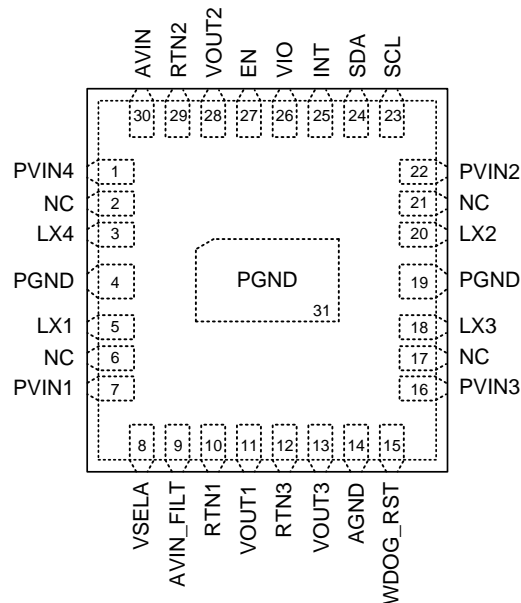 AVIN
RTN2
VOUT2
EN
VIO
INT
SDA
SCL
30 29 28 27 26 25 24 23
PVIN4 1 22 PVIN2
NC 2 21 NC
LX4 3 20 LX2
PGND 4 PGND 19 PGND
31
LX1 5 18 LX3
NC 6 17 NC
PVIN1 7 16 PVIN3
8 9 10 11 12 13 14 15
VSELA
AVIN_FILT
RTN1
VOUT1
RTN3
VOUT3
AGND
WDOG_RST